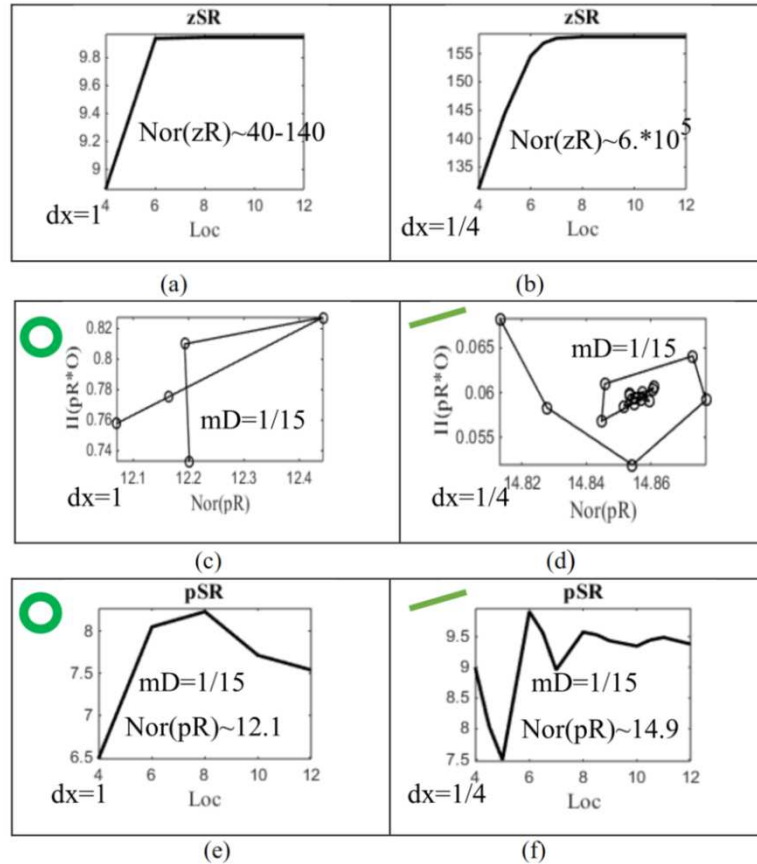 zSR
9.8
9.6
9.4
9.2
9
4 6 8 10 12
Loc
Nor(zR)~40-140
dx=1
(a)
zSR
155
150
145
140
135
4 6 8 10 12
Loc
Nor(zR)~6.*10^5
dx=1/4
(b)
0.82
0.8
0.78
0.76
0.74
II(pR*O)
12.1 12.2 12.3 12.4
Nor(pR)
mD=1/15
dx=1
(c)
0.065
0.06
0.055
II(pR*O)
14.82 14.84 14.86
Nor(pR)
mD=1/15
dx=1/4
(d)
pSR
8
7.5
7
6.5
4 6 8 10 12
Loc
mD=1/15
Nor(pR)~12.1
dx=1
(e)
pSR
9.5
9
8.5
8
7.5
4 6 8 10 12
Loc
mD=1/15
Nor(pR)~14.9
dx=1/4
(f)